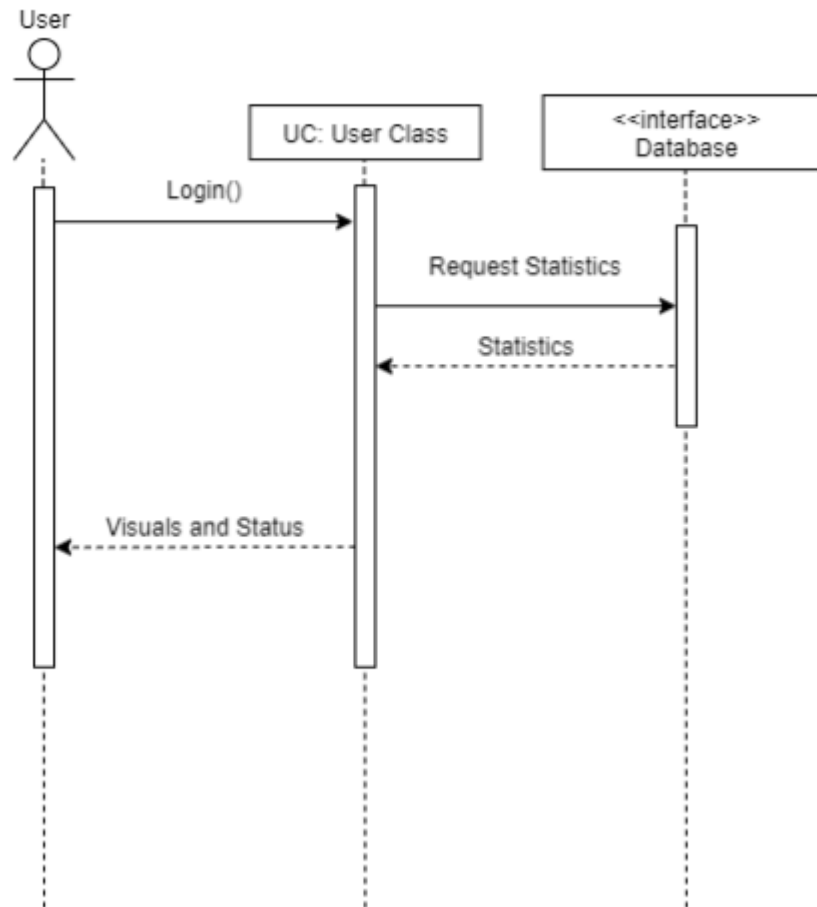 User
UC: User Class
<<interface>>
Database
Login()
Request Statistics
Statistics
Visuals and Status